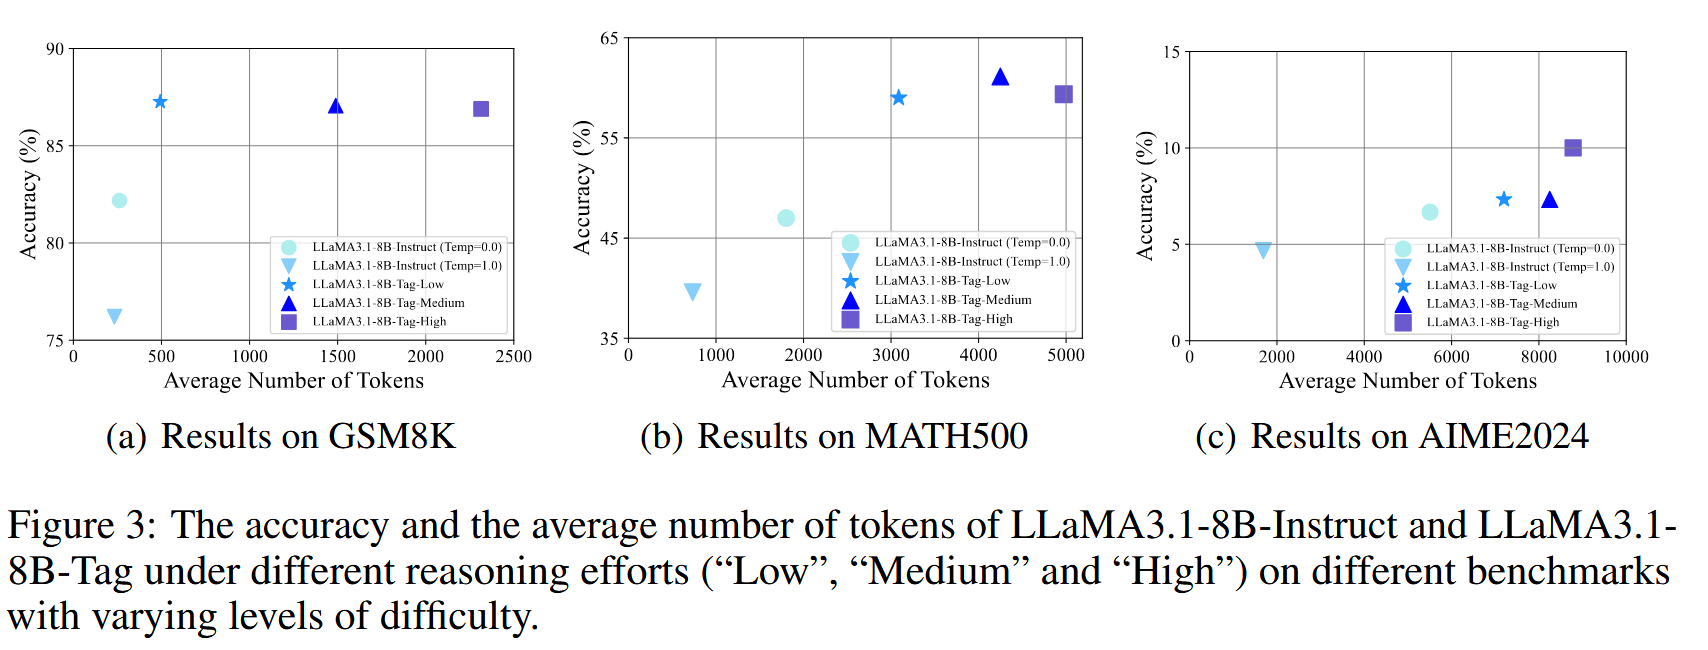 90
85
80
75
0
500
1000
1500
2000
2500
Accuracy (%)
Average Number of Tokens
LLaMA3.1-8B-Instruct (Temp=0.0)
LLaMA3.1-8B-Instruct (Temp=1.0)
LLaMA3.1-8B-Tag-Low
LLaMA3.1-8B-Tag-Medium
LLaMA3.1-8B-Tag-High
(a) Results on GSM8K
65
55
45
35
0
1000
2000
3000
4000
5000
Accuracy (%)
Average Number of Tokens
LLaMA3.1-8B-Instruct (Temp=0.0)
LLaMA3.1-8B-Instruct (Temp=1.0)
LLaMA3.1-8B-Tag-Low
LLaMA3.1-8B-Tag-Medium
LLaMA3.1-8B-Tag-High
(b) Results on MATH500
15
10
5
0
0
2000
4000
6000
8000
10000
Accuracy (%)
Average Number of Tokens
LLaMA3.1-8B-Instruct (Temp=0.0)
LLaMA3.1-8B-Instruct (Temp=1.0)
LLaMA3.1-8B-Tag-Low
LLaMA3.1-8B-Tag-Medium
LLaMA3.1-8B-Tag-High
(c) Results on AIME2024
Figure 3: The accuracy and the average number of tokens of LLaMA3.1-8B-Instruct and LLaMA3.1-
8B-Tag under different reasoning efforts (“Low”, “Medium” and “High”) on different benchmarks
with varying levels of difficulty.